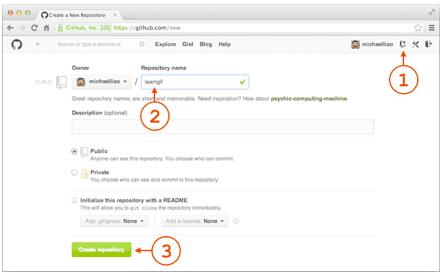 Create a New Repository
GitHub, Inc. [US] https://github.com/new
Search or type a command
Explore Gist Blog Help
michaelliao
1
Owner
Repository name
PUBLIC
michaelliao
learngit
Great repository names are short and memorable. Need inspiration? How about psychic-computing-machine.
2
Description (optional)
Public
Anyone can see this repository. You choose who can commit.
Private
You choose who can see and commit to this repository.
Initialize this repository with a README
This will allow you to git clone the repository immediately.
Add .gitignore: None
Add a license: None
Create repository
3